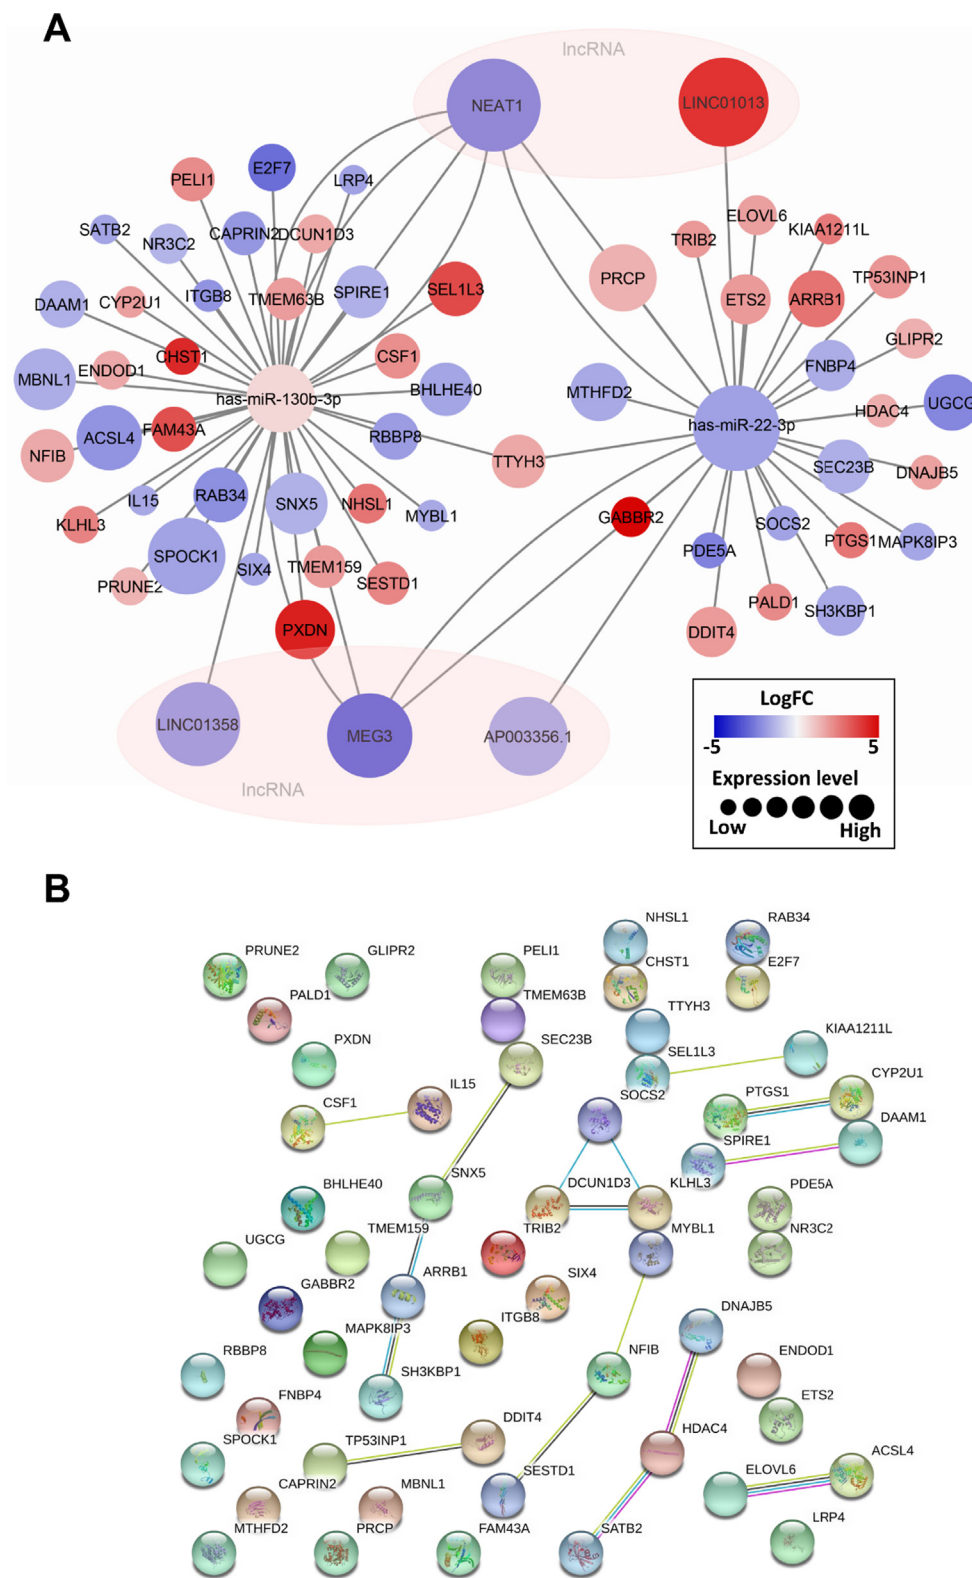 A
lncRNA
NEAT1
LINC01013
PELI1
E2F7
LRP4
SATB2
NR3C2
CAPRIN2
DCUN1D3
ELOVL6
KIAA1211L
TRIB2
PRCP
TP53INP1
DAAM1
CYP2U1
ITGB8
TMEM63B
SPIRE1
SEL1L3
ETS2
ARRB1
GLIPR2
CHST1
CSF1
MBNL1
ENDOD1
BHLHE40
MTHFD2
FNBP4
UGCG
has-miR-130b-3p
HDAC4
has-miR-22-3p
NFIB
ACSL4
FAM43A
RBBP8
TTYH3
SEC23B
DNAJB5
KLHL3
IL15
RAB34
SNX5
NHSL1
MYBL1
GABBR2
SOCS2
PTGS1
MAPK8IP3
PDE5A
SPOCK1
SIX4
TMEM159
SESTD1
PRUNE2
PALD1
SH3KBP1
PXDN
DDIT4
LINC01358
MEG3
AP003356.1
lncRNA
LogFC
-5
5
Expression level
Low
High
B
PRUNE2
GLIPR2
PELI1
NHSL1
RAB34
CHST1
E2F7
PALD1
TMEM63B
TTYH3
PXDN
SEC23B
SEL1L3
KIAA1211L
CSF1
IL15
SOCS2
PTGS1
CYP2U1
SPIRE1
DAAM1
BHLHE40
SNX5
DCUN1D3
KLHL3
PDE5A
UGCG
TMEM159
TRIB2
MYBL1
NR3C2
GABBR2
ARRB1
SIX4
ITGB8
DNAJB5
RBBP8
MAPK8IP3
NFIB
ENDOD1
FNBP4
SH3KBP1
ETS2
SPOCK1
TP53INP1
DDIT4
HDAC4
CAPRIN2
MBNL1
SESTD1
ELOVL6
ACSL4
MTHFD2
PRCP
FAM43A
SATB2
LRP4